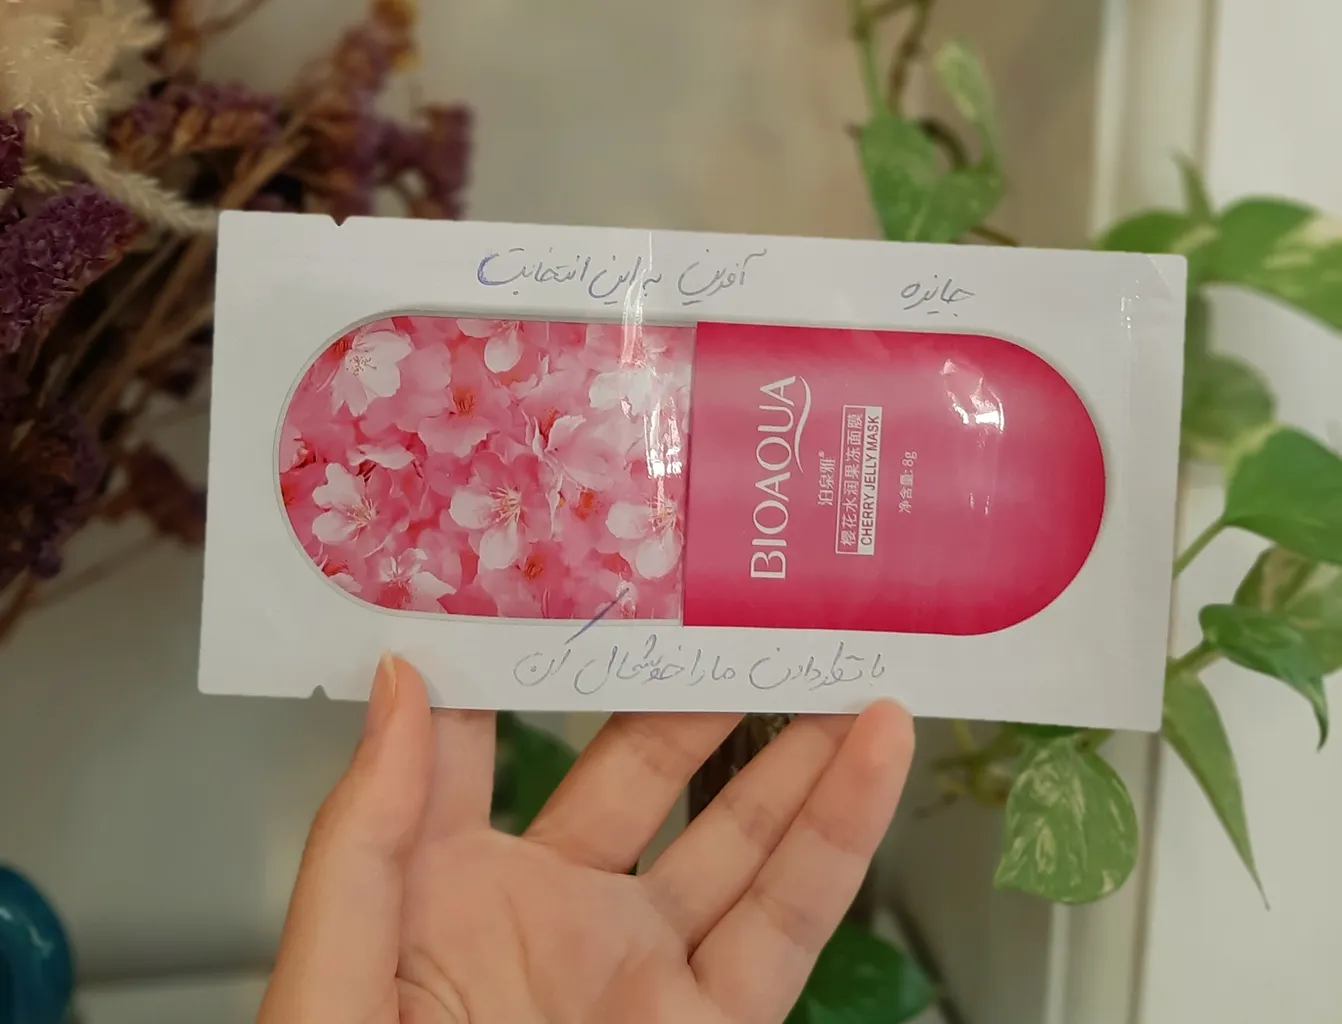 جایزه
آفرین به این انتخابت
BIOAQUA
泊泉雅®
樱花水润果冻面膜
CHERRY JELLY MASK
净含量:8g
با نظر دادن ما را خوشحال کن